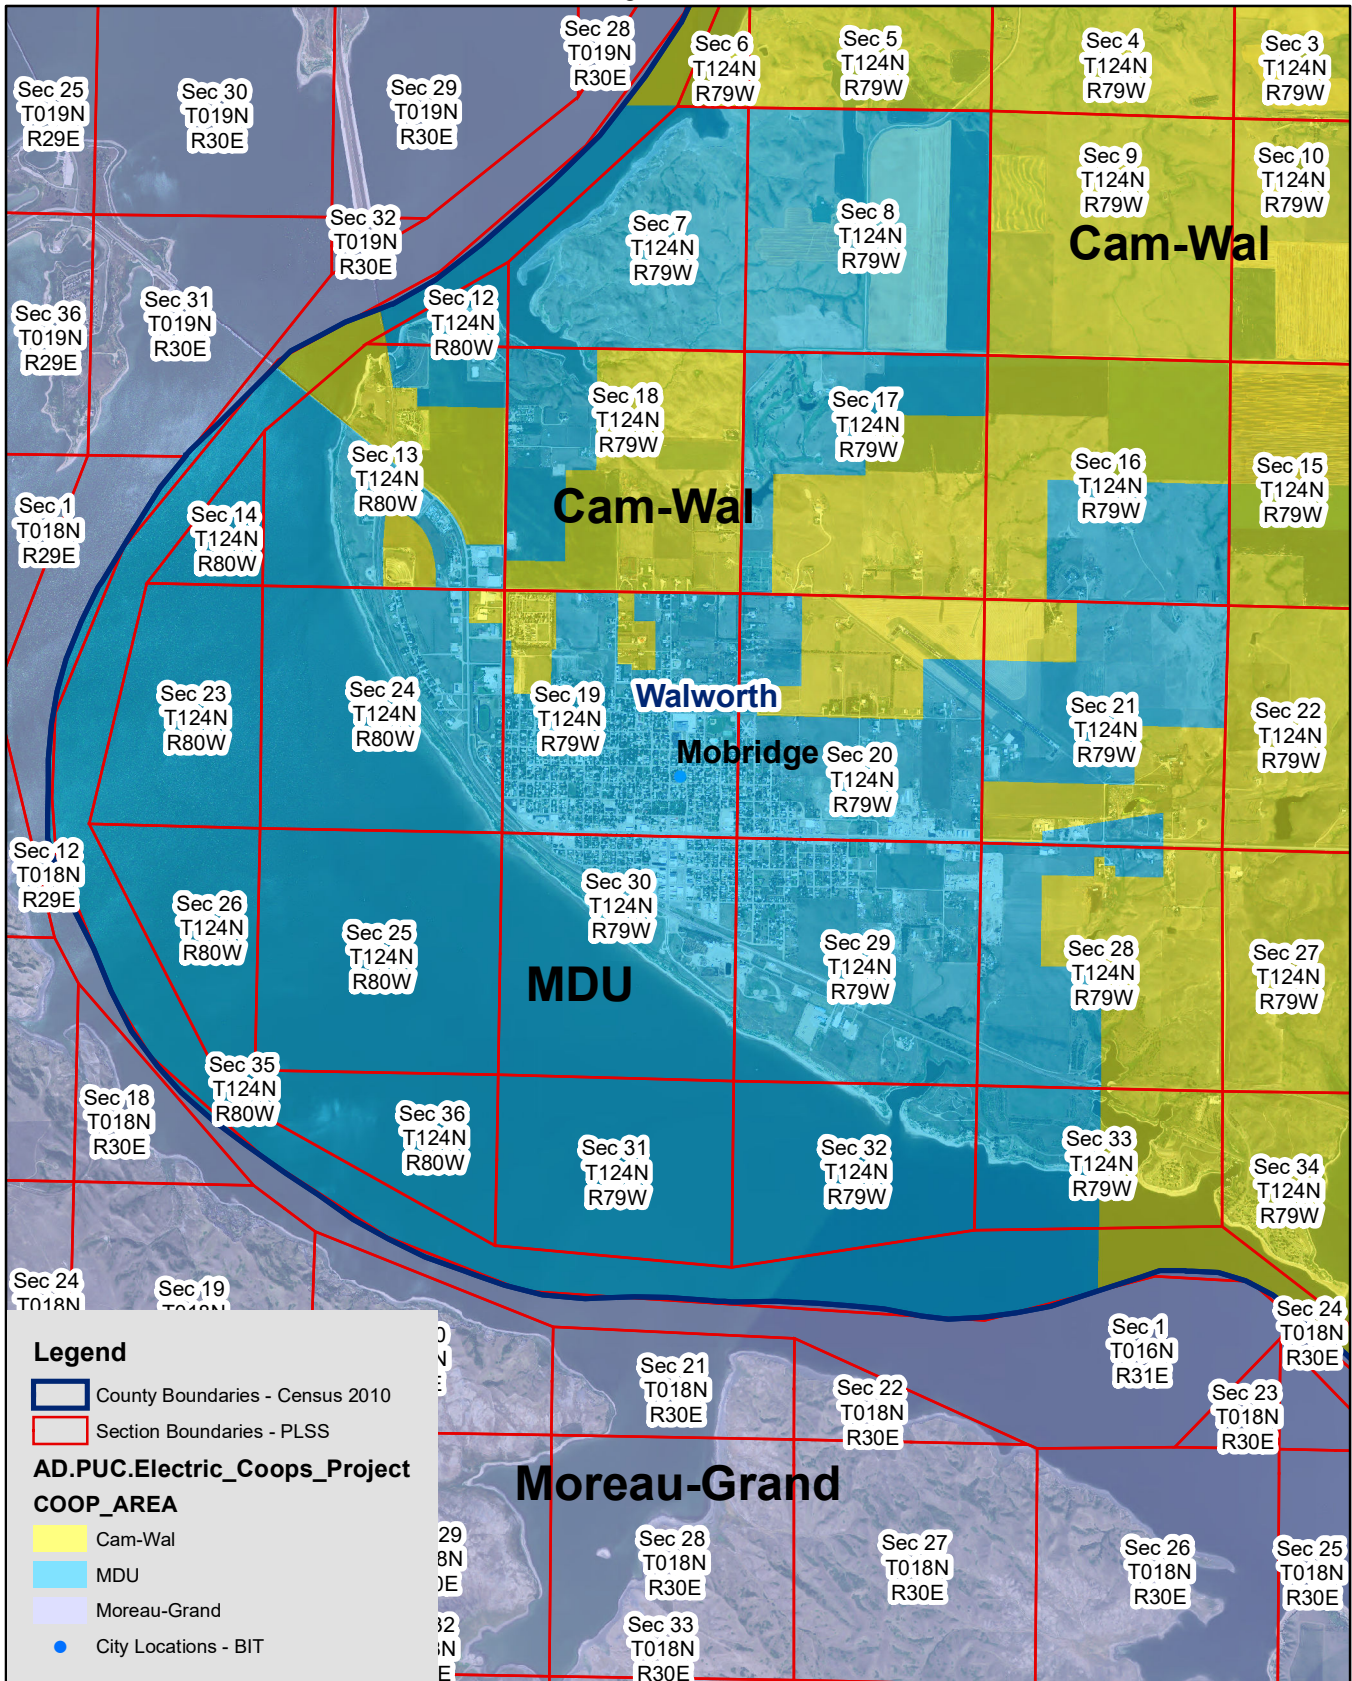 Sec 28
T019N
R30E
Sec 6
T124N
R79W
Sec 5
T124N
R79W
Sec 4
T124N
R79W
Sec 3
T124N
R79W
Sec 25
T019N
R29E
Sec 30
T019N
R30E
Sec 29
T019N
R30E
Sec 9
T124N
R79W
Sec 10
T124N
R79W
Sec 32
T019N
R30E
Sec 7
T124N
R79W
Sec 8
T124N
R79W
Cam-Wal
Sec 36
T019N
R29E
Sec 31
T019N
R30E
Sec 12
T124N
R80W
Sec 18
T124N
R79W
Sec 17
T124N
R79W
Sec 13
T124N
R80W
Sec 16
T124N
R79W
Sec 15
T124N
R79W
Cam-Wal
Sec 1
T018N
R29E
Sec 14
T124N
R80W
Sec 23
T124N
R80W
Sec 24
T124N
R80W
Sec 19
T124N
R79W
Walworth
Mobridge
Sec 20
T124N
R79W
Sec 21
T124N
R79W
Sec 22
T124N
R79W
Sec 12
T018N
R29E
Sec 26
T124N
R80W
Sec 25
T124N
R80W
Sec 30
T124N
R79W
MDU
Sec 29
T124N
R79W
Sec 28
T124N
R79W
Sec 27
T124N
R79W
Sec 35
T124N
R80W
Sec 18
T018N
R30E
Sec 36
T124N
R80W
Sec 31
T124N
R79W
Sec 32
T124N
R79W
Sec 33
T124N
R79W
Sec 34
T124N
R79W
Sec 24
T018N
Sec 19
T018N
Sec 24
T018N
R30E
Sec 1
T016N
R31E
Sec 21
T018N
R30E
Sec 22
T018N
R30E
Sec 23
T018N
R30E
Moreau-Grand
29
8N
Sec 28
T018N
R30E
Sec 27
T018N
R30E
Sec 26
T018N
R30E
Sec 25
T018N
R30E
Sec 33
T018N
R30E
Legend
County Boundaries - Census 2010
Section Boundaries - PLSS
AD.PUC.Electric_Coops_Project
COOP_AREA
Cam-Wal
MDU
Moreau-Grand
City Locations - BIT